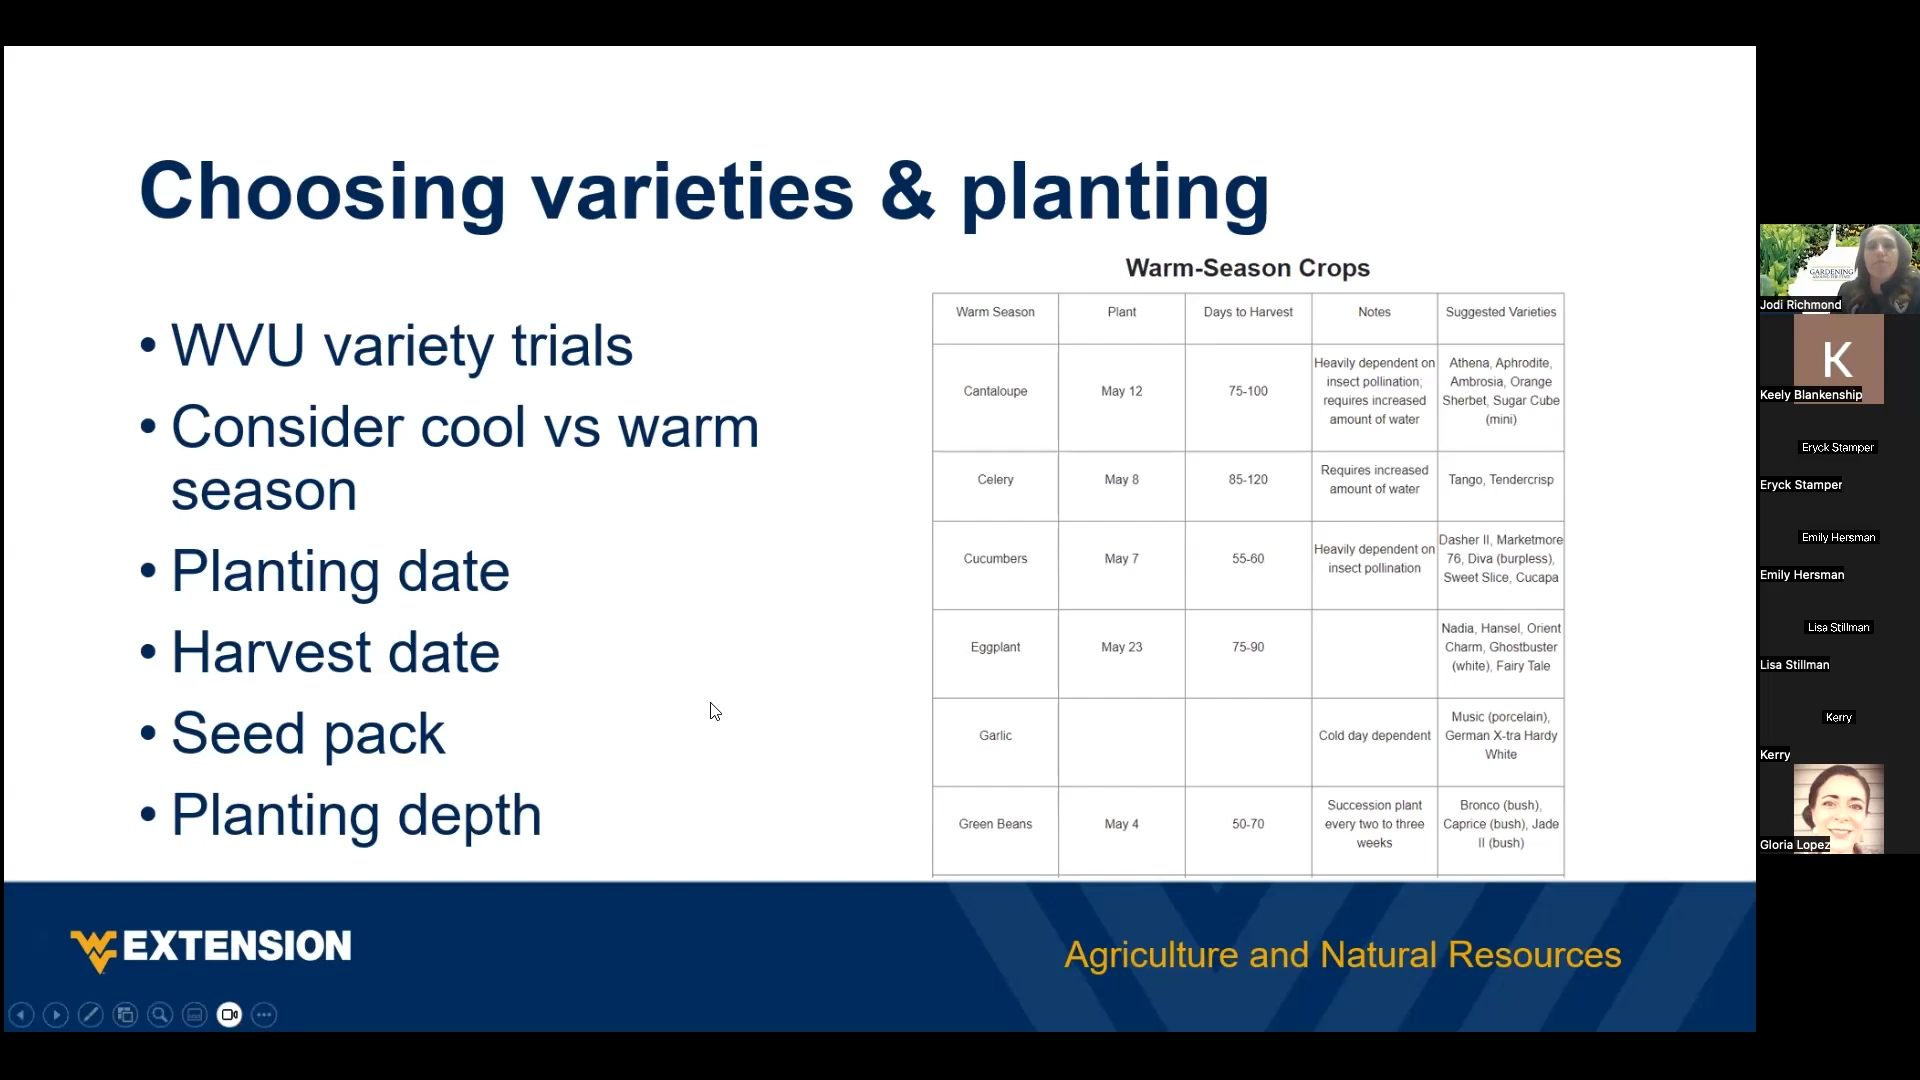 Choosing varieties & planting
• WVU variety trials
• Consider cool vs warm
season
• Planting date
• Harvest date
• Seed pack
• Planting depth
Warm-Season Crops
Warm Season Plant Days to Harvest Notes Suggested Varieties
Cantaloupe May 12 75-100
Heavily dependent on
insect pollination;
requires increased
amount of water
Athena, Aphrodite,
Ambrosia, Orange
Sherbet, Sugar Cube
(mini)
Celery May 8 85-120
Requires increased
amount of water
Tango, Tendercrisp
Cucumbers May 7 55-60
Heavily dependent on
insect pollination
Dasher II, Marketmore
76, Diva (burpless),
Sweet Slice, Cucapa
Eggplant May 23 75-90
Nadia, Hansel, Orient
Charm, Ghostbuster
(white), Fairy Tale
Garlic
Cold day dependent
Music (porcelain),
German X-tra Hardy
White
Green Beans May 4 50-70
Succession plant
every two to three
weeks
Bronco (bush),
Caprice (bush), Jade
II (bush)
WV EXTENSION
Agriculture and Natural Resources
GARDENING
Jodi Richmond
K
Keely Blankenship
Eryck Stamper
Eryck Stamper
Emily Hersman
Emily Hersman
Lisa Stillman
Lisa Stillman
Kerry
Kerry
Gloria Lopez